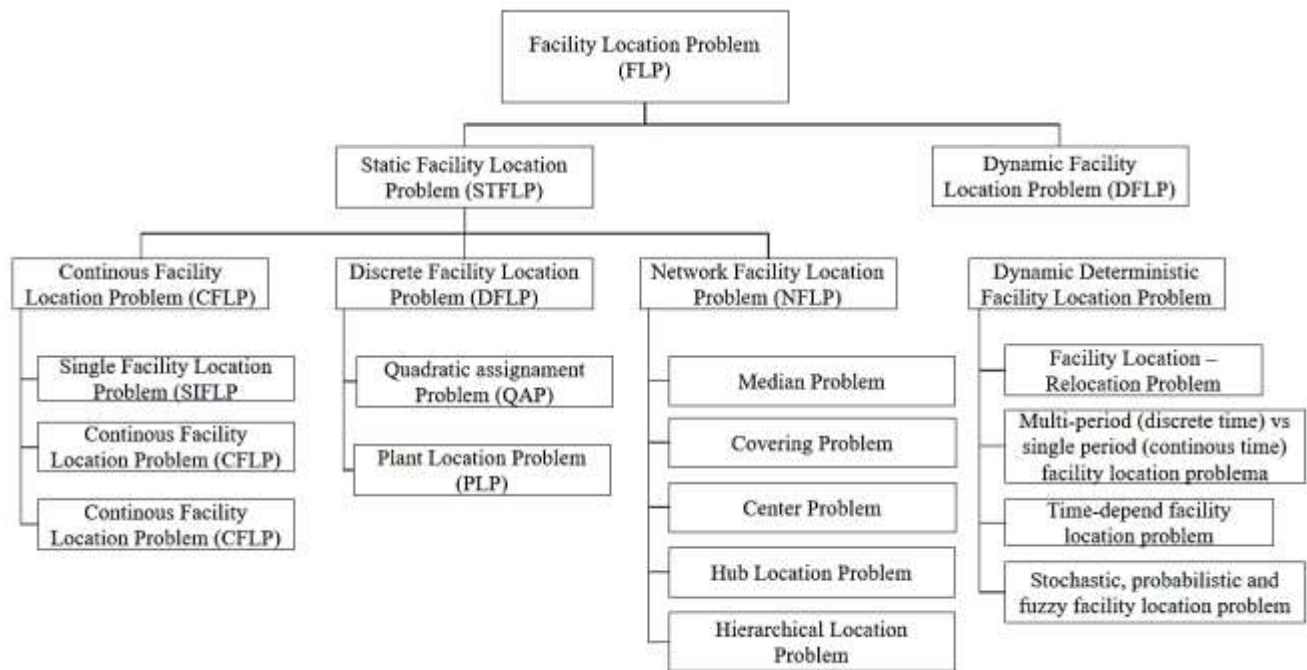 Facility Location Problem
(FLP)
Static Facility Location
Problem (STFLP)
Dynamic Facility
Location Problem (DFLP)
Continous Facility
Location Problem (CFLP)
Discrete Facility Location
Problem (DFLP)
Network Facility Location
Problem (NFLP)
Dynamic Deterministic
Facility Location Problem
Single Facility Location
Problem (SIFLP
Continous Facility
Location Problem (CFLP)
Continous Facility
Location Problem (CFLP)
Quadratic assignament
Problem (QAP)
Plant Location Problem
(PLP)
Median Problem
Covering Problem
Center Problem
Hub Location Problem
Hierarchical Location
Problem
Facility Location –
Relocation Problem
Multi-period (discrete time) vs
single period (continous time)
facility location problema
Time-depend facility
location problem
Stochastic, probabilistic and
fuzzy facility location problem